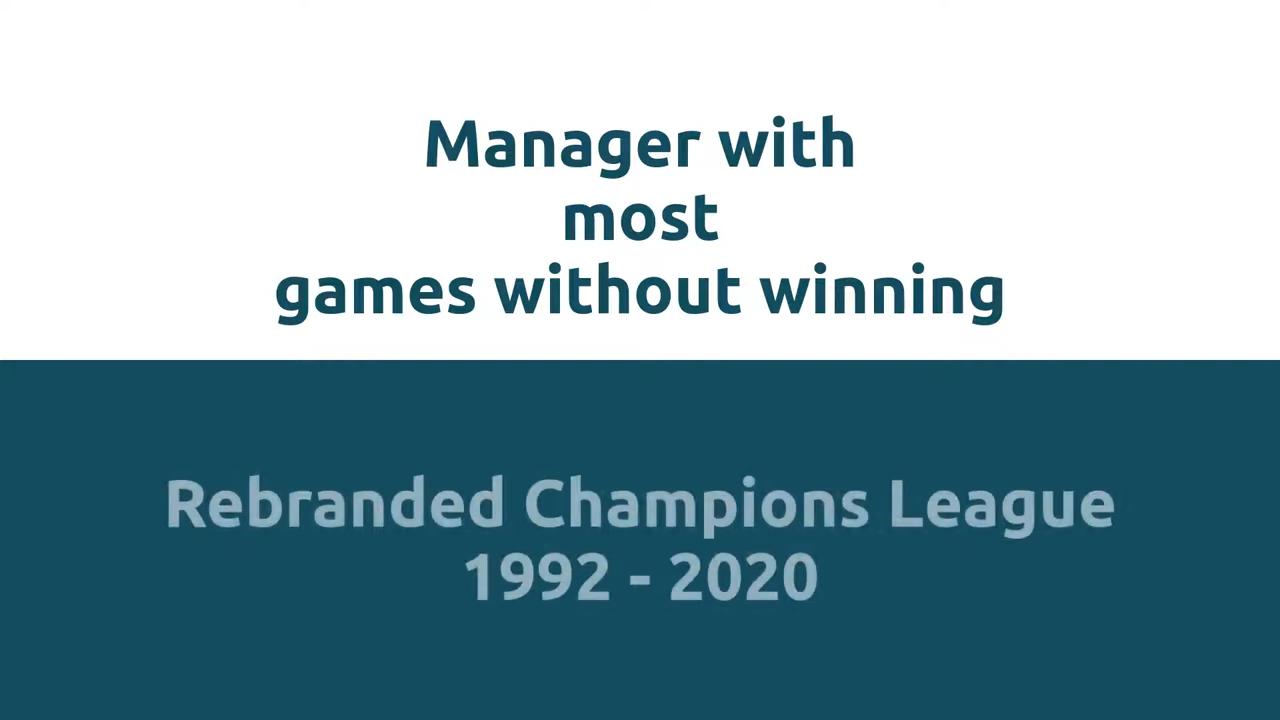 Manager with
most
games without winning
Rebranded Champions League
1992 - 2020